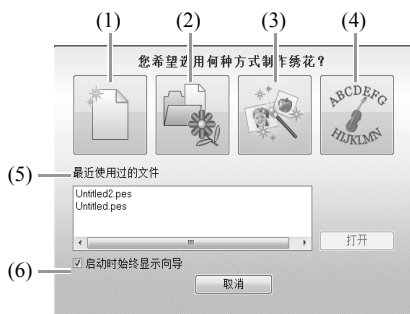 (1) (2) (3) (4)
您希望选用何种方式制作绣花?
ABCDEFG
HIJKLMN
(5) 最近使用过的文件
Untitled2.pes
Untitled.pes
打开
(6) 启动时始终显示向导
取消